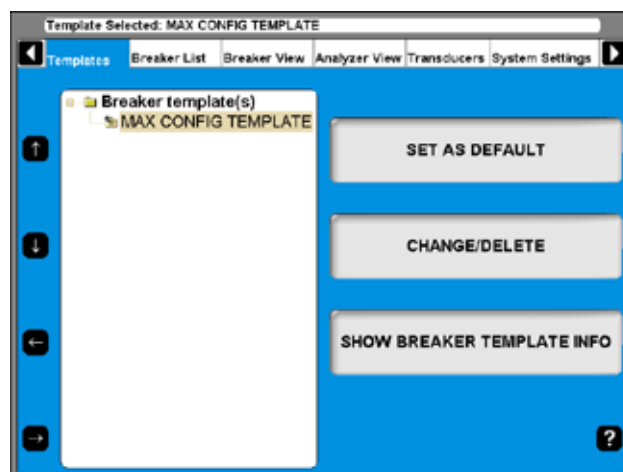 Template Selected: MAX CONFIG TEMPLATE
Templates Breaker List Breaker View Analyzer View Transducers System Settings
Breaker template(s)
MAX CONFIG TEMPLATE
SET AS DEFAULT
CHANGE/DELETE
SHOW BREAKER TEMPLATE INFO
?